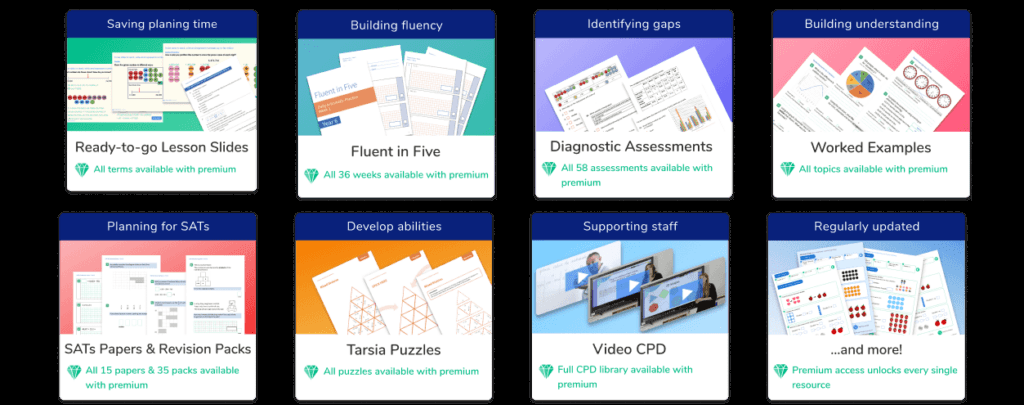 Saving planing time
Ready-to-go Lesson Slides
All terms available with premium
Building fluency
Fluent in Five
Year 6
Fluent in Five
All 36 weeks available with premium
Identifying gaps
Diagnostic Assessments
All 58 assessments available with
premium
Building understanding
Worked Examples
All topics available with premium
Planning for SATs
SATs Papers & Revision Packs
All 15 papers & 35 packs available
with premium
Develop abilities
Tarsia Puzzles
All puzzles available with premium
Supporting staff
Video CPD
Full CPD library available with
premium
Regularly updated
...and more!
Premium access unlocks every single
resource